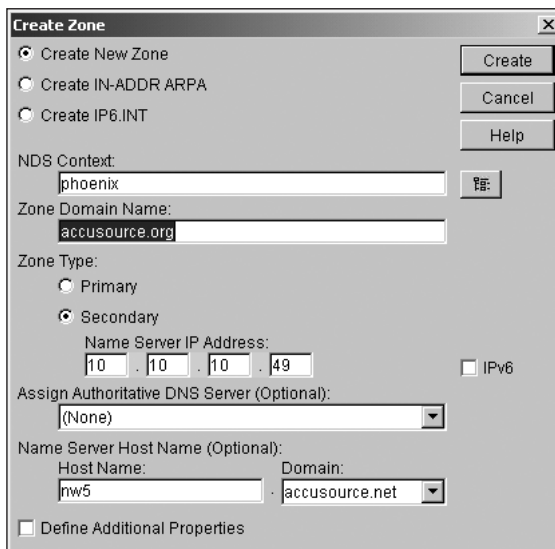 Create Zone
Create New Zone
Create
Create IN-ADDR ARPA
Cancel
Create IP6.INT
Help
NDS Context:
phoenix
Zone Domain Name:
accusource.org
Zone Type:
Primary
Secondary
Name Server IP Address:
10 . 10 . 10 . 49
IPv6
Assign Authoritative DNS Server (Optional):
(None)
Name Server Host Name (Optional):
Host Name: Domain:
nw5 . accusource.net
Define Additional Properties